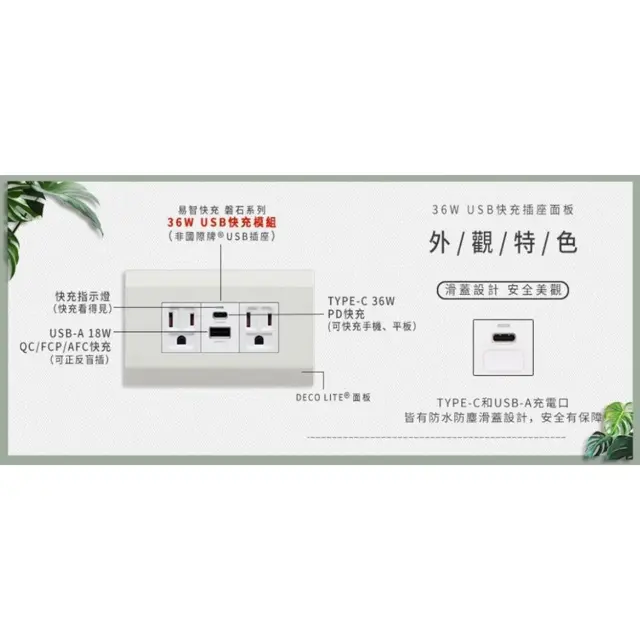 易智快充 磐石系列
36W USB快充模組
(非國際牌®USB插座)
快充指示燈
(快充看得見)
USB-A 18W
QC/FCP/AFC快充
(可正反盲插)
TYPE-C 36W
PD快充
(可快充手機、平板)
DECO LITE®面板
36W USB快充插座面板
外/觀/特/色
滑蓋設計 安全美觀
TYPE-C和USB-A充電口
皆有防水防塵滑蓋設計，安全有保障